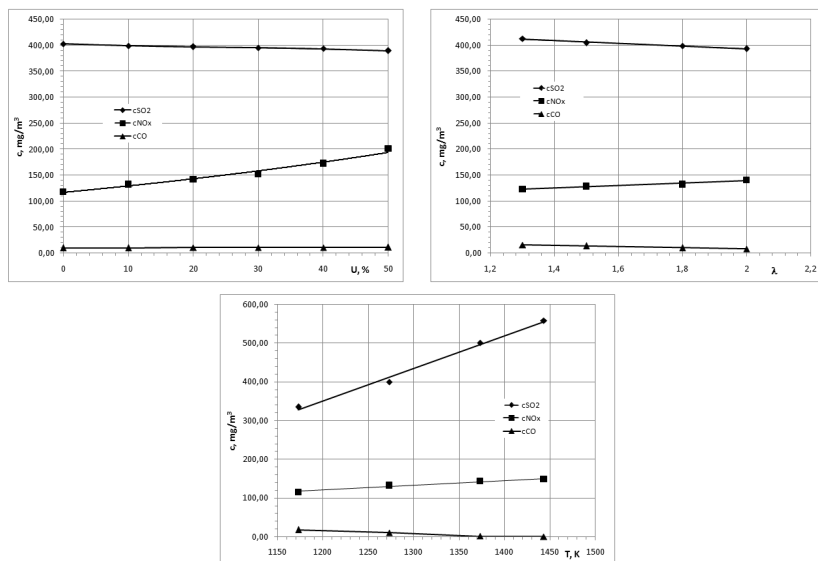 450,00
400,00
350,00
300,00
250,00
200,00
150,00
100,00
50,00
0,00
c, mg/m³
cSO2
cNOx
cCO
0 10 20 30 40 50
U, %
450,00
400,00
350,00
300,00
250,00
200,00
150,00
100,00
50,00
0,00
c, mg/m³
cSO2
cNOx
cCO
1,2 1,4 1,6 1,8 2 2,2
λ
600,00
500,00
400,00
300,00
200,00
100,00
0,00
c, mg/m³
cSO2
cNOx
cCO
1150 1200 1250 1300 1350 1400 1450 1500
T, K